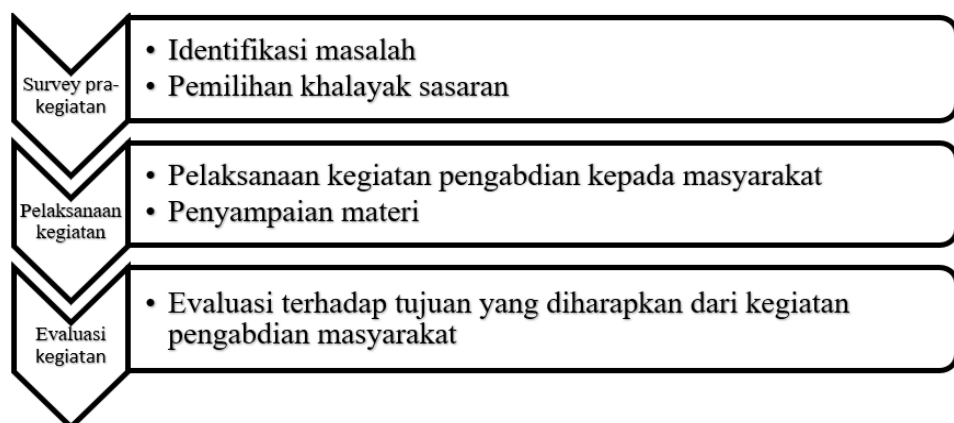 Survey pra-
kegiatan
• Identifikasi masalah
• Pemilihan khalayak sasaran
Pelaksanaan
kegiatan
• Pelaksanaan kegiatan pengabdian kepada masyarakat
• Penyampaian materi
Evaluasi
kegiatan
• Evaluasi terhadap tujuan yang diharapkan dari kegiatan
pengabdian masyarakat